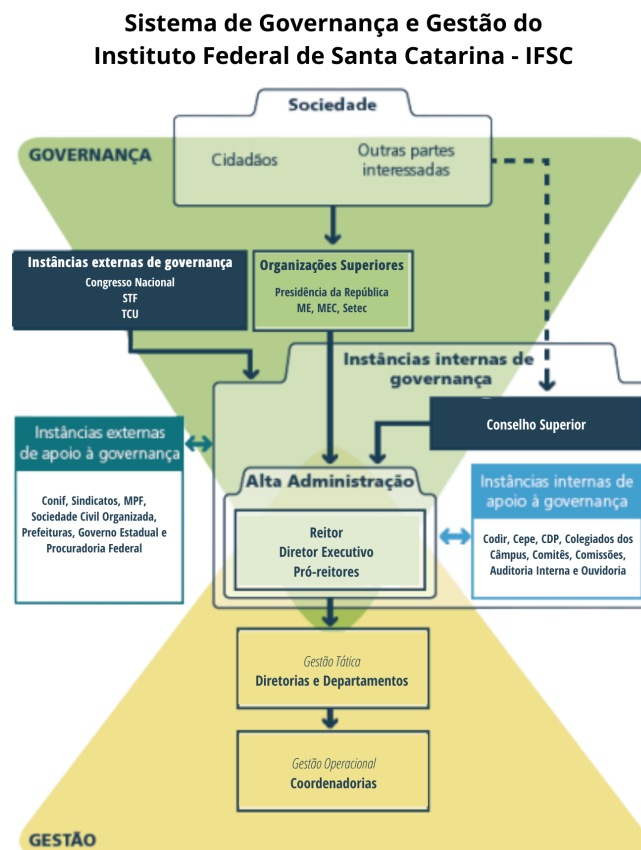 Sistema de Governança e Gestão do
Instituto Federal de Santa Catarina - IFSC
Sociedade
GOVERNANÇA
Cidadãos
Outras partes
interessadas
Instâncias externas de governança
Congresso Nacional
STF
TCU
Organizações Superiores
Presidência da República
ME, MEC, Setec
Instâncias internas de
governança
Conselho Superior
Instâncias externas
de apoio à governança
Conif, Sindicatos, MPF,
Sociedade Civil Organizada,
Prefeituras, Governo Estadual e
Procuradoria Federal
Alta Administração
Reitor
Diretor Executivo
Pró-reitores
Instâncias internas de
apoio à governança
Codir, Cepe, CDP, Colegiados dos
Câmpus, Comitês, Comissões,
Auditoria Interna e Ouvidoria
Gestão Tática
Diretorias e Departamentos
Gestão Operacional
Coordenadorias
GESTÃO